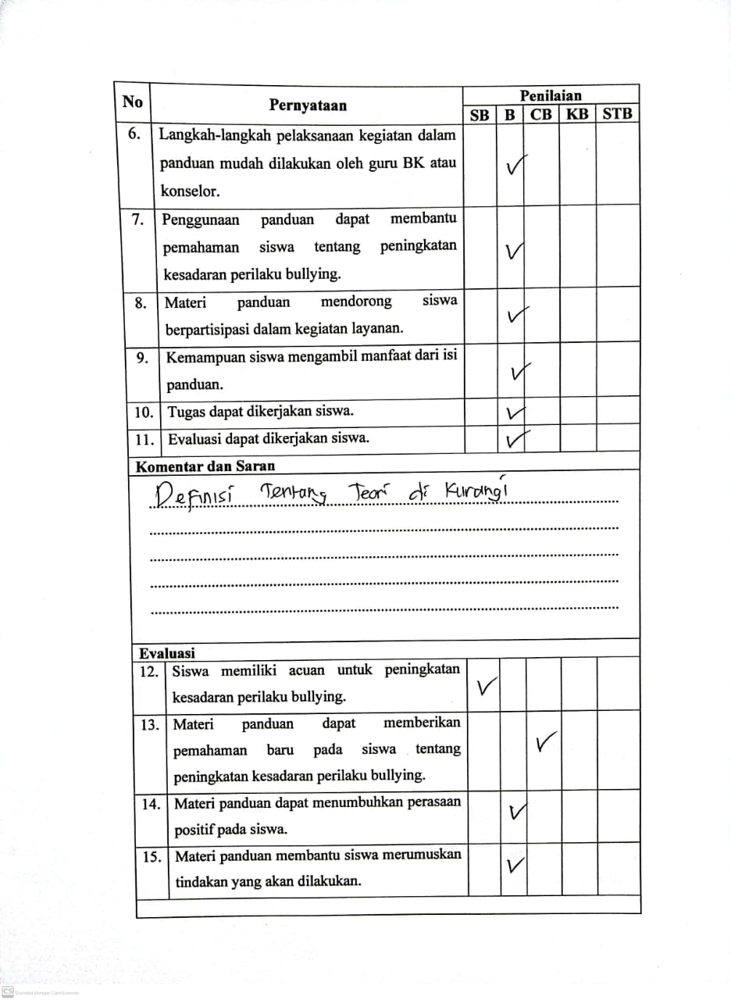 No Pernyataan Penilaian
SB B CB KB STB
6. Langkah-langkah pelaksanaan kegiatan dalam
panduan mudah dilakukan oleh guru BK atau ✓
konselor.
7. Penggunaan panduan dapat membantu
pemahaman siswa tentang peningkatan ✓
kesadaran perilaku bullying.
8. Materi panduan mendorong siswa
berpartisipasi dalam kegiatan layanan. ✓
9. Kemampuan siswa mengambil manfaat dari isi
panduan. ✓
10. Tugas dapat dikerjakan siswa. ✓
11. Evaluasi dapat dikerjakan siswa. ✓
Komentar dan Saran
Definisi Tentang Teori di Kurangi
Evaluasi
12. Siswa memiliki acuan untuk peningkatan
kesadaran perilaku bullying. ✓
13. Materi panduan dapat memberikan
pemahaman baru pada siswa tentang ✓
peningkatan kesadaran perilaku bullying.
14. Materi panduan dapat menumbuhkan perasaan
positif pada siswa. ✓
15. Materi panduan membantu siswa merumuskan
tindakan yang akan dilakukan. ✓
CS Dipindai dengan CamScanner